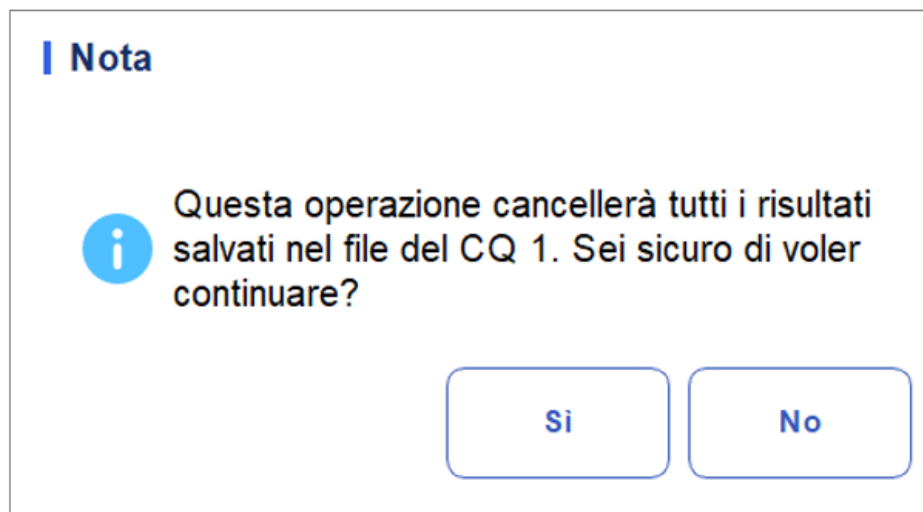 Nota
Questa operazione cancellerà tutti i risultati
salvati nel file del CQ 1. Sei sicuro di voler
continuare?
Sì
No